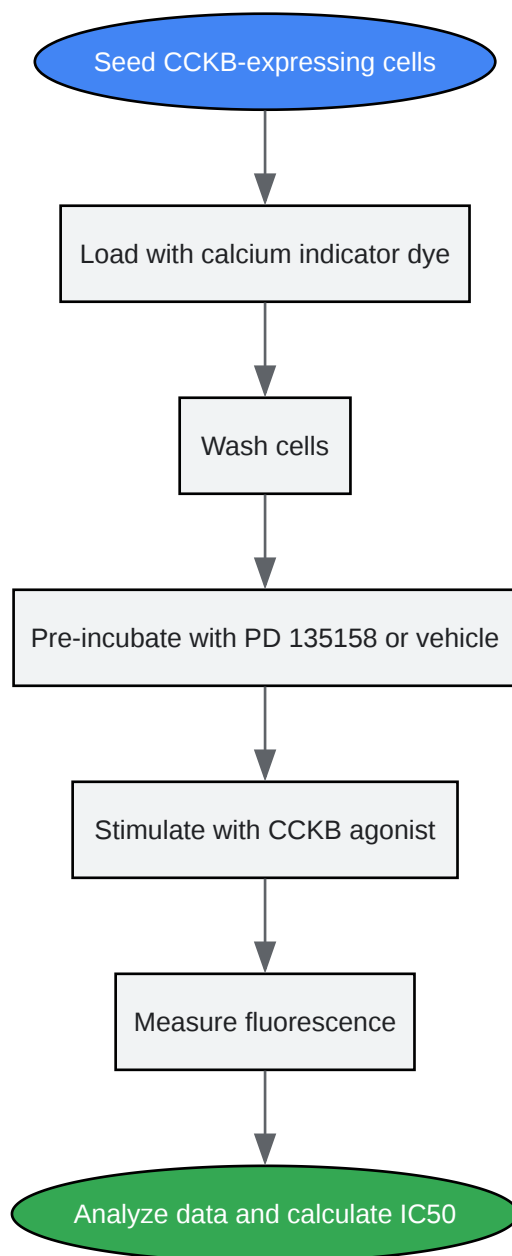 Seed CCKB-expressing cells
Load with calcium indicator dye
Wash cells
Pre-incubate with PD 135158 or vehicle
Stimulate with CCKB agonist
Measure fluorescence
Analyze data and calculate IC50